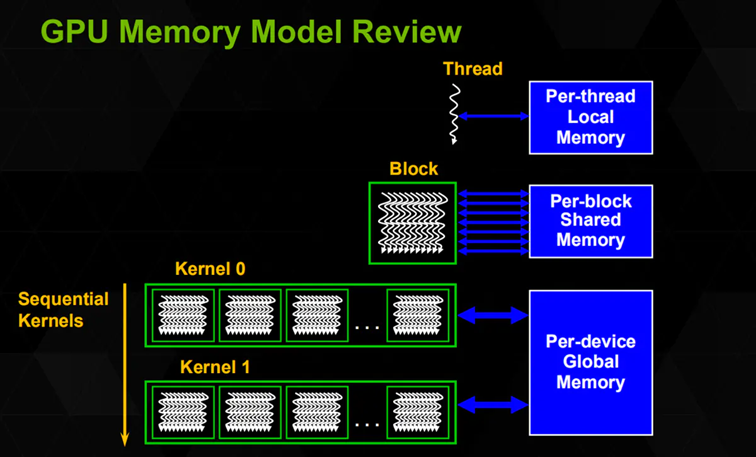 GPU Memory Model Review
Thread
Per-thread
Local
Memory
Block
Per-block
Shared
Memory
Kernel 0
Sequential
Kernels
...
Per-device
Global
Memory
Kernel 1
...